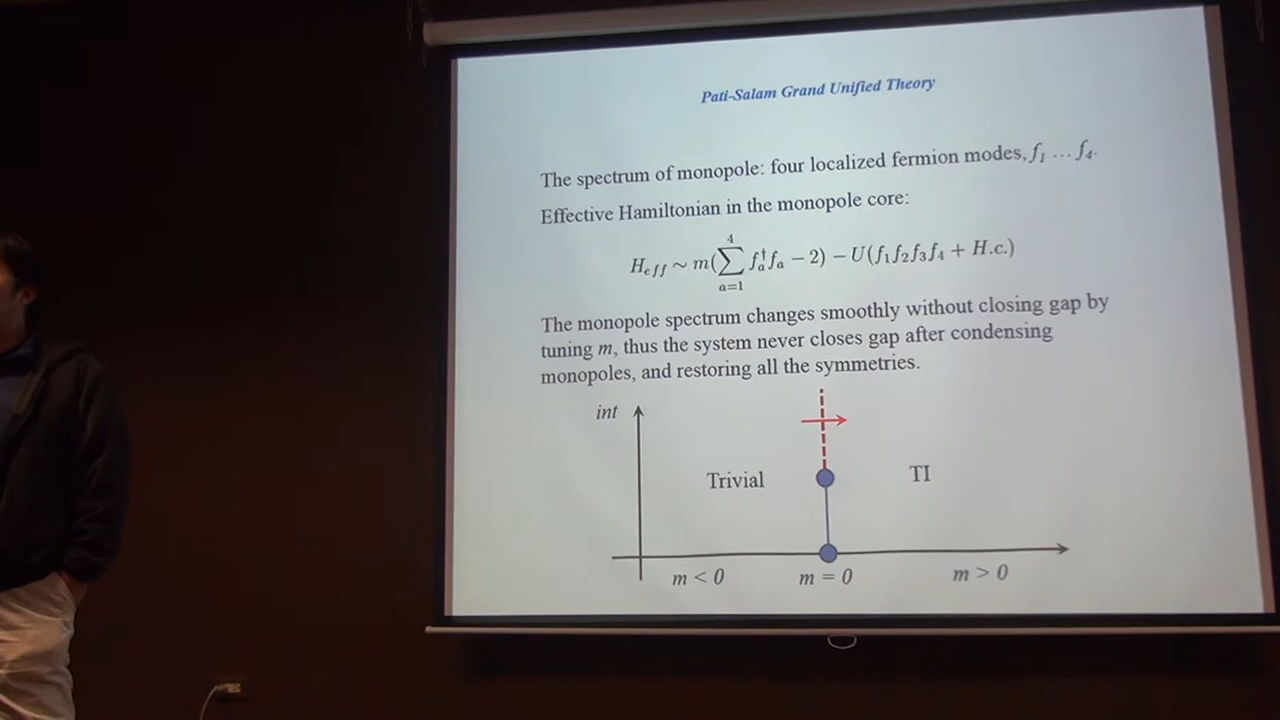 Pati-Salam Grand Unified Theory
The spectrum of monopole: four localized fermion modes, f₁ … f₄.
Effective Hamiltonian in the monopole core:
H_{eff} ∼ m(∑_{a=1}^{4} f_a^† f_a − 2) − U(f₁f₂f₃f₄ + H.c.)
The monopole spectrum changes smoothly without closing gap by
tuning m, thus the system never closes gap after condensing
monopoles, and restoring all the symmetries.
int
Trivial
TI
m < 0
m = 0
m > 0